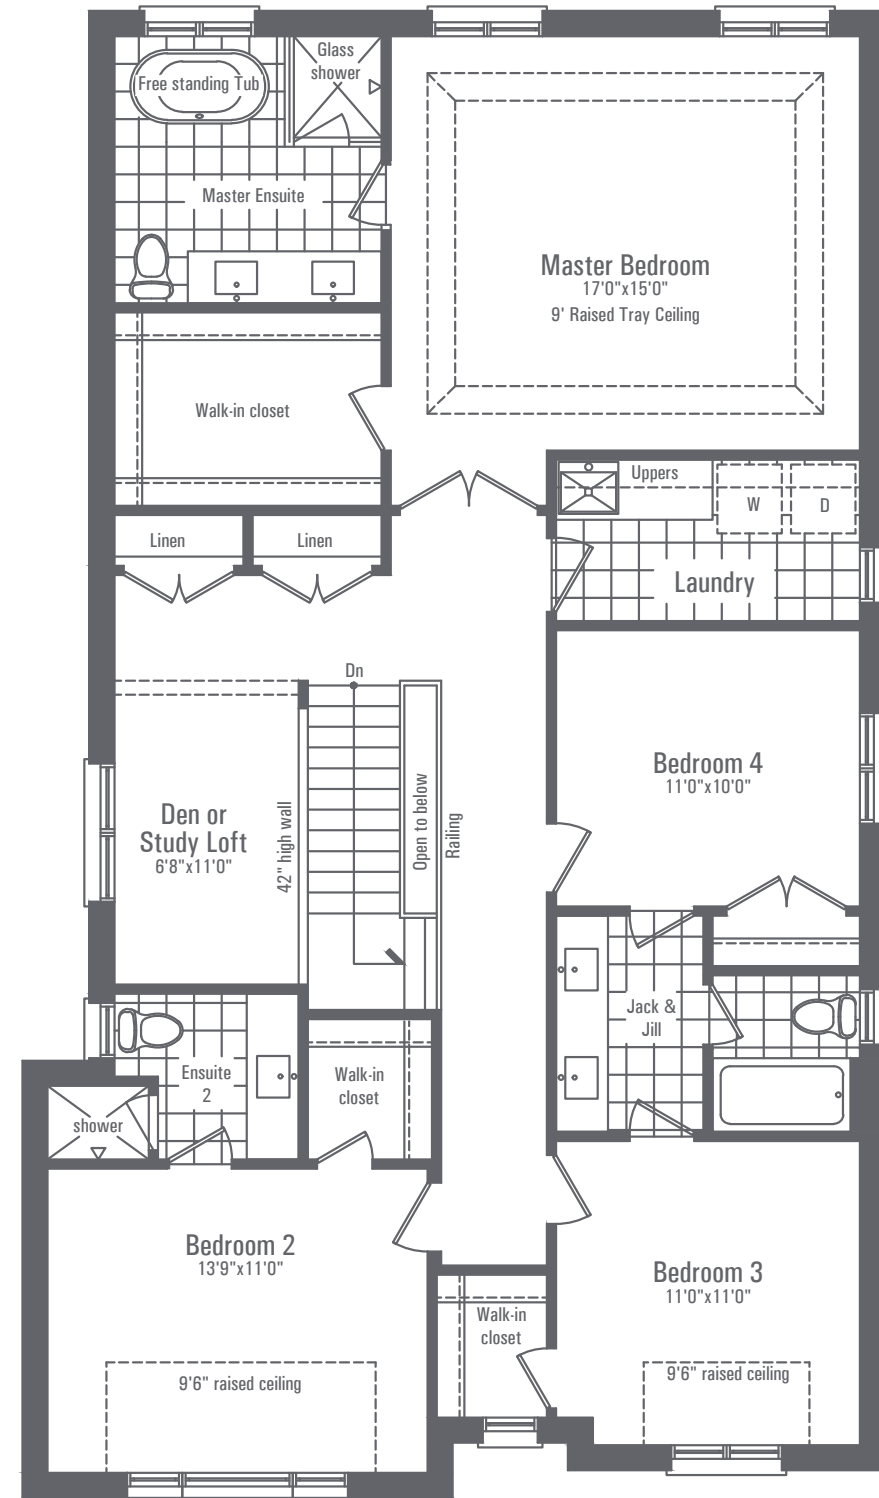 Glass
shower
Free standing Tub
Master Ensuite
Master Bedroom
17'0"x15'0"
9' Raised Tray Ceiling
Walk-in closet
Uppers
W
D
Linen
Linen
Laundry
Dn
Bedroom 4
11'0"x10'0"
Den or
Study Loft
6'8"x11'0"
42" high wall
Open to below
Railing
Jack &
Jill
Ensuite
2
Walk-in
closet
shower
Bedroom 2
13'9"x11'0"
Bedroom 3
11'0"x11'0"
Walk-in
closet
9'6" raised ceiling
9'6" raised ceiling